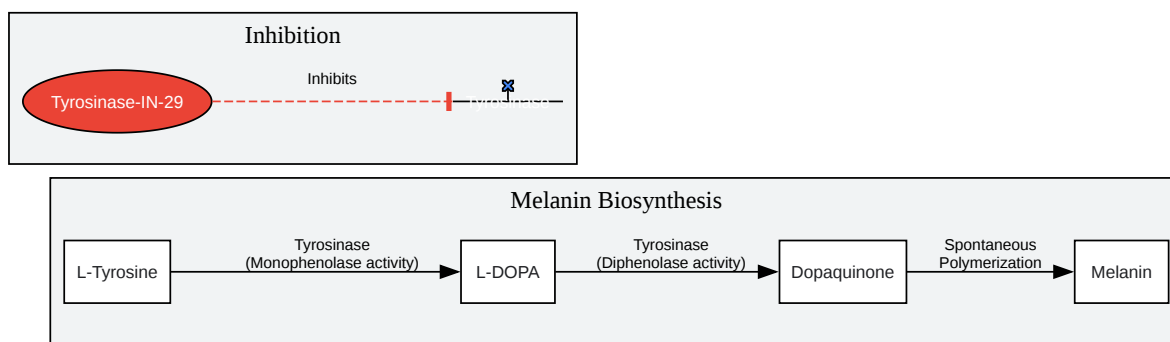 Inhibition
Inhibits
Tyrosinase-IN-29
Tyrosinase
Melanin Biosynthesis
L-Tyrosine
Tyrosinase
(Monophenolase activity)
L-DOPA
Tyrosinase
(Diphenolase activity)
Dopaquinone
Spontaneous
Polymerization
Melanin